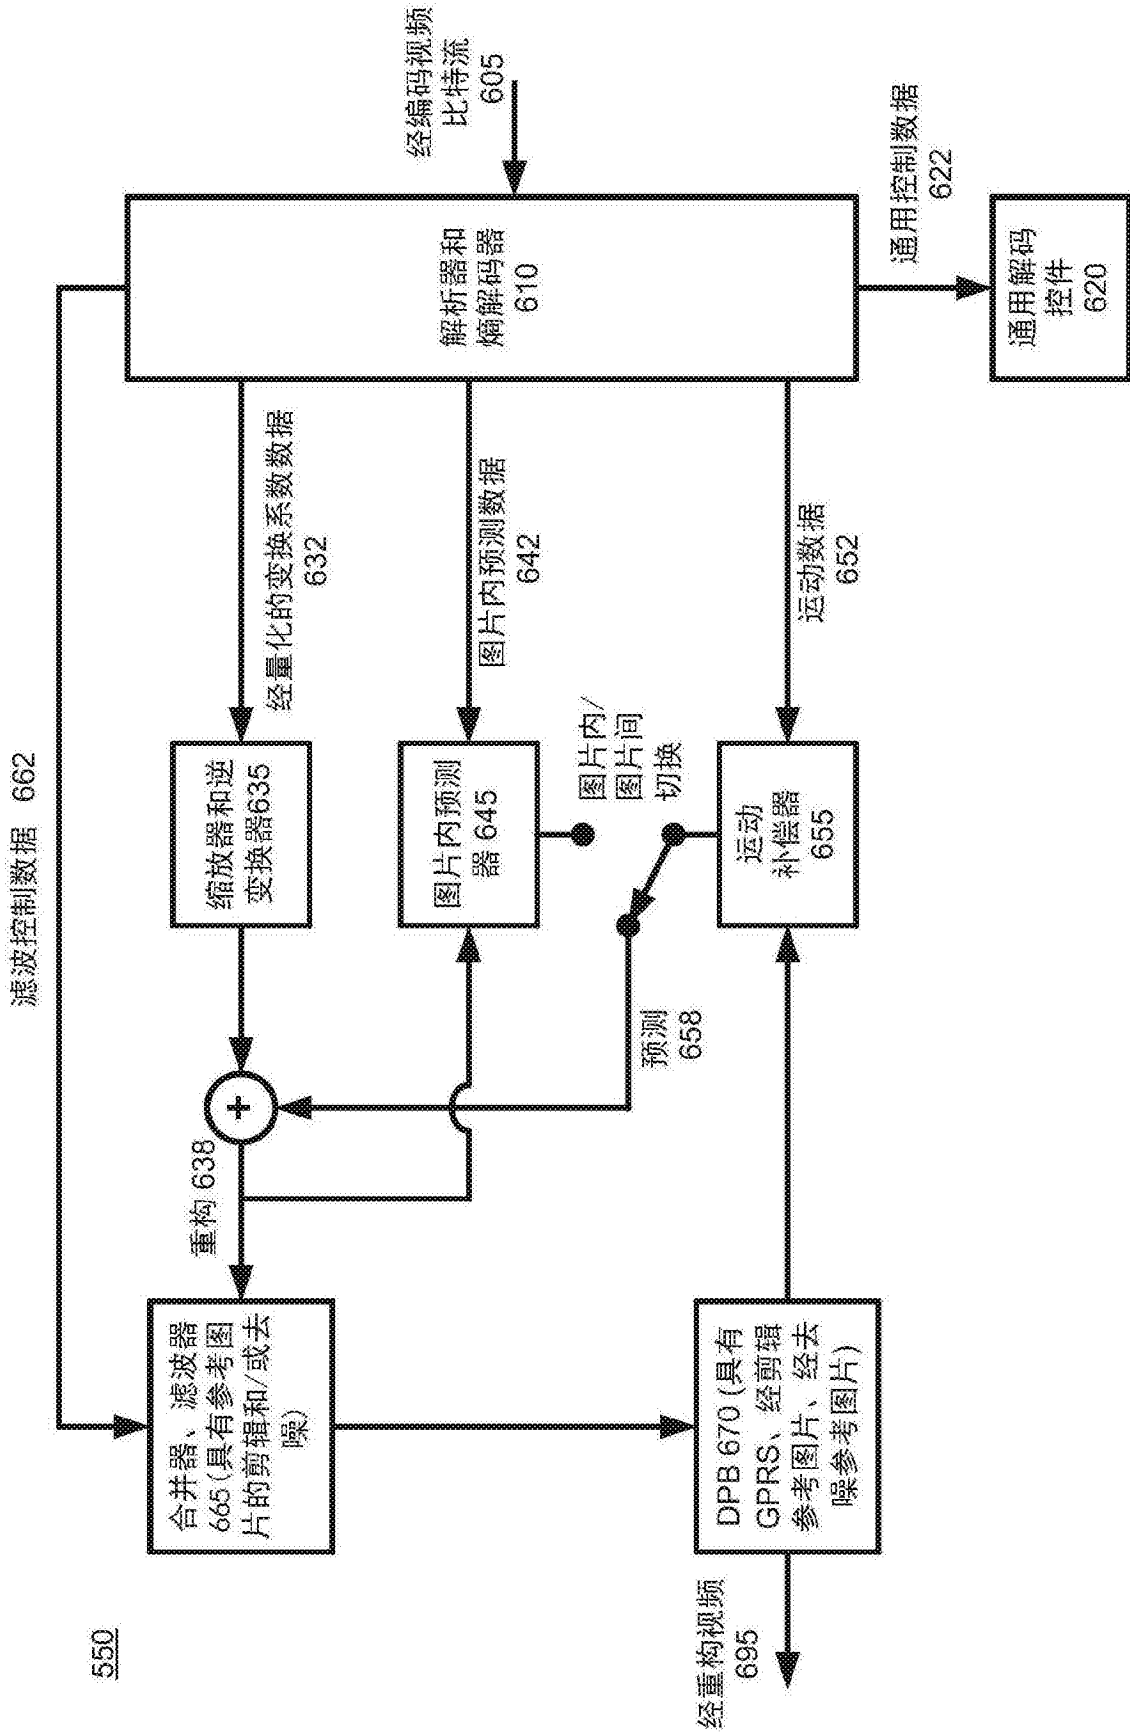 滤波控制数据 662
经编码视频
比特流
605
解析器和
熵解码器
610
通用控制数据
622
通用解码
控件
620
经量化的变换系数数据
632
图片内预测数据
642
运动数据
652
缩放器和逆
变换器635
图片内预测
器 645
图片内/
图片间
切换
运动
补偿器
655
预测
658
+
重构 638
合并器、滤波器
665 (具有参考图
片的剪辑和/或去
噪)
DPB 670 (具有
GPRS、经剪辑
参考图片、经去
噪参考图片)
经重构视频
695
550